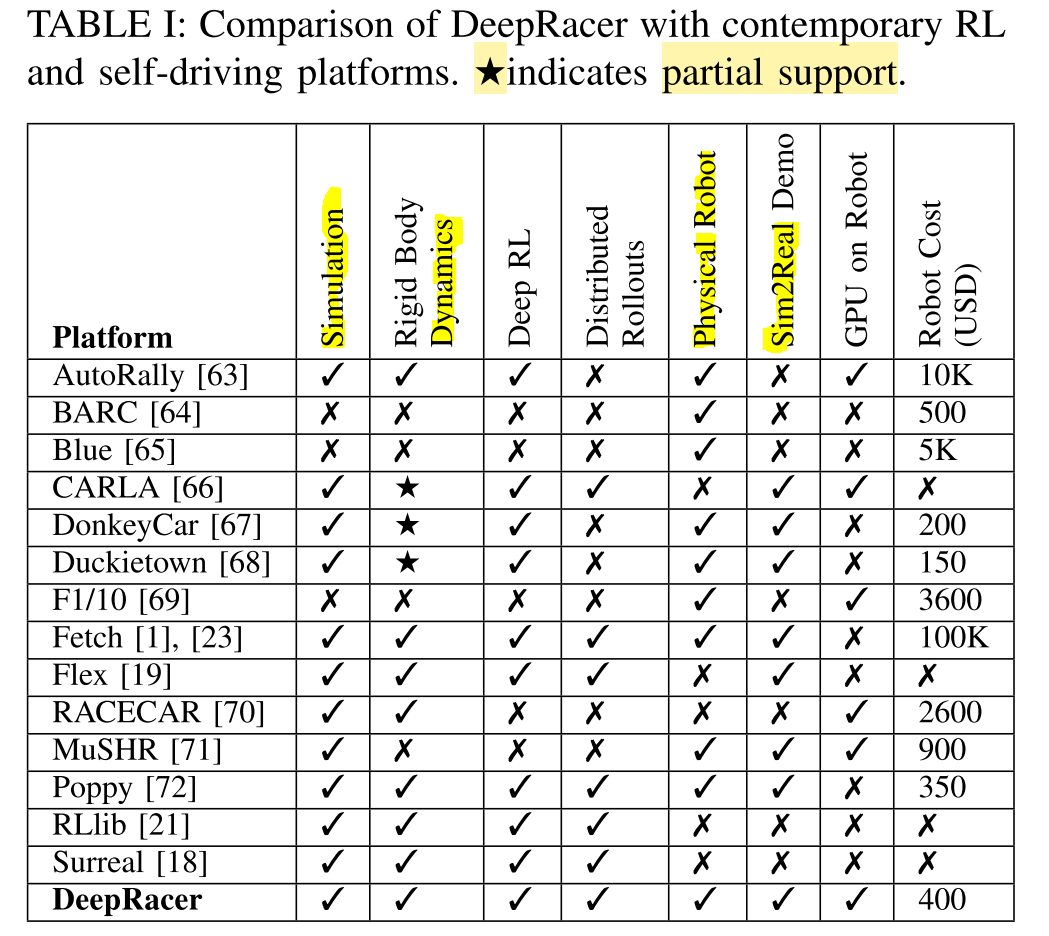 TABLE I: Comparison of DeepRacer with contemporary RL
and self-driving platforms. ★indicates partial support.
Platform Simulation Rigid Body Dynamics Deep RL Distributed Rollouts Physical Robot Sim2Real Demo GPU on Robot Robot Cost (USD)
AutoRally [63] ✓ ✓ ✓ ✗ ✓ ✗ ✓ 10K
BARC [64] ✗ ✗ ✗ ✗ ✓ ✗ ✗ 500
Blue [65] ✗ ✗ ✗ ✗ ✓ ✗ ✗ 5K
CARLA [66] ✓ ★ ✓ ✓ ✗ ✓ ✓ ✗
DonkeyCar [67] ✓ ★ ✓ ✗ ✓ ✓ ✗ 200
Duckietown [68] ✓ ★ ✓ ✗ ✓ ✓ ✗ 150
F1/10 [69] ✗ ✗ ✗ ✗ ✓ ✗ ✓ 3600
Fetch [1], [23] ✓ ✓ ✓ ✓ ✓ ✓ ✗ 100K
Flex [19] ✓ ✓ ✓ ✓ ✗ ✓ ✗ ✗
RACECAR [70] ✓ ✓ ✗ ✗ ✗ ✗ ✓ 2600
MuSHR [71] ✓ ✗ ✗ ✗ ✓ ✓ ✓ 900
Poppy [72] ✓ ✓ ✓ ✓ ✓ ✓ ✗ 350
RLlib [21] ✓ ✓ ✓ ✓ ✗ ✗ ✗ ✗
Surreal [18] ✓ ✓ ✓ ✓ ✗ ✗ ✗ ✗
DeepRacer ✓ ✓ ✓ ✓ ✓ ✓ ✓ 400